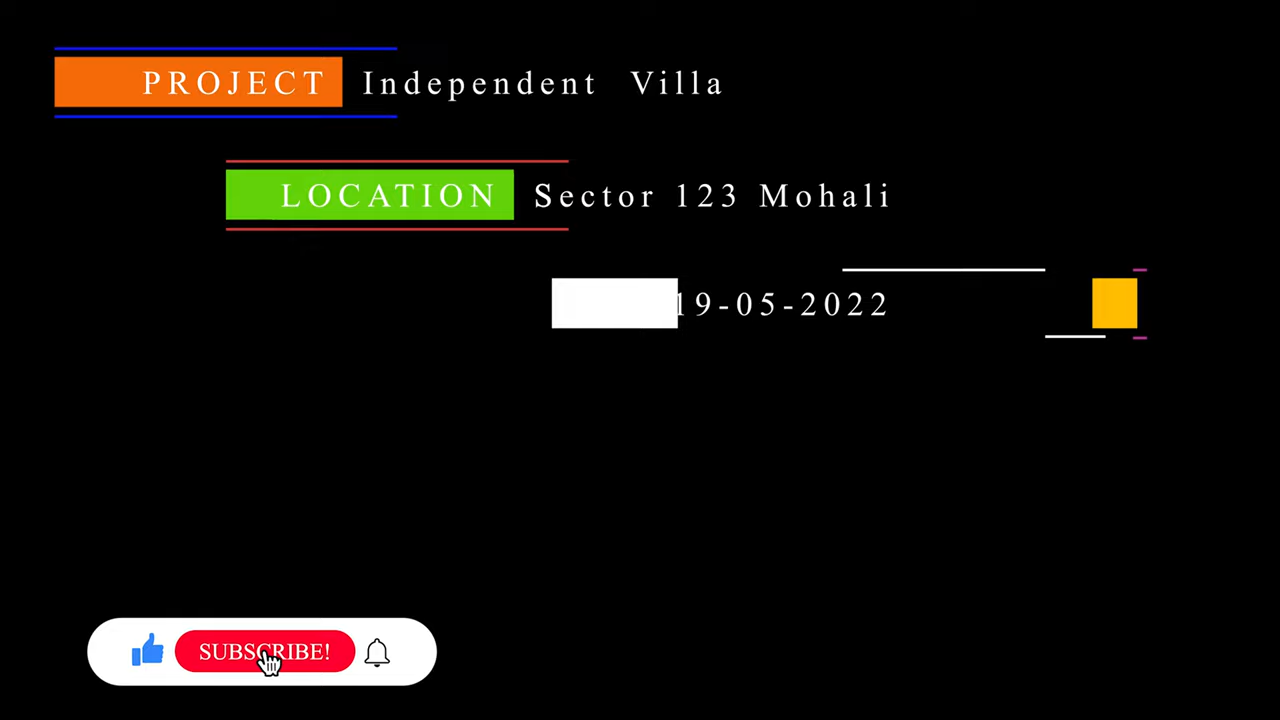 PROJECT Independent Villa
LOCATION Sector 123 Mohali
19-05-2022
SUBSCRIBE!